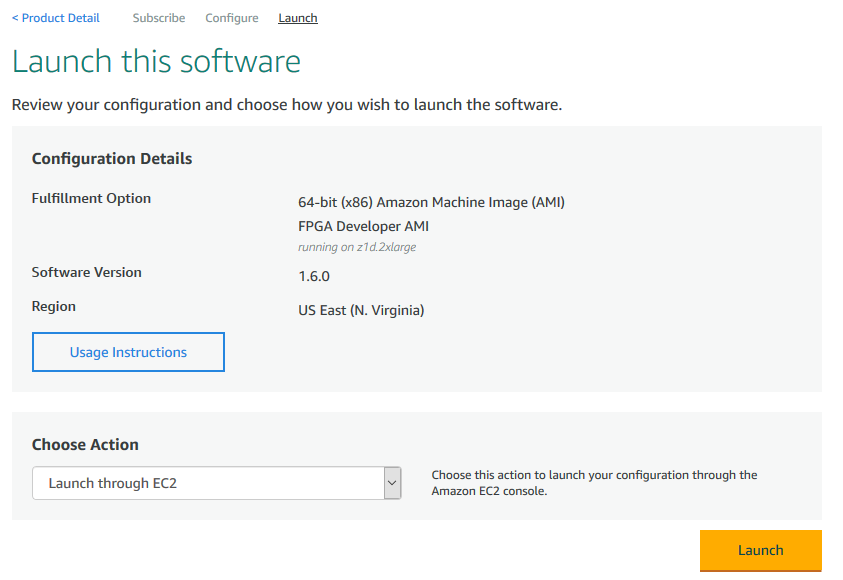 < Product Detail Subscribe Configure Launch
Launch this software
Review your configuration and choose how you wish to launch the software.
Configuration Details
Fulfillment Option
64-bit (x86) Amazon Machine Image (AMI)
FPGA Developer AMI
running on z1d.2xlarge
Software Version
1.6.0
Region
US East (N. Virginia)
Usage Instructions
Choose Action
Launch through EC2
Choose this action to launch your configuration through the
Amazon EC2 console.
Launch